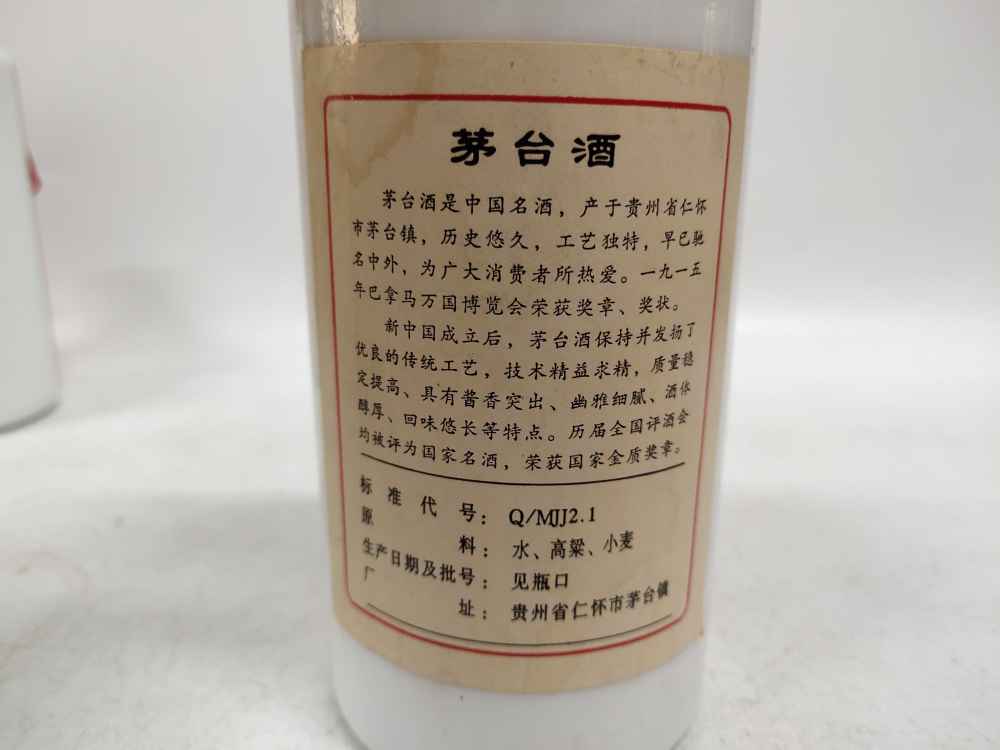 茅台酒
茅台酒是中国名酒，产于贵州省仁怀
市茅台镇，历史悠久，工艺独特，早已驰
名中外，为广大消费者所热爱。一九一五
年巴拿马万国博览会荣获奖章、奖状。
新中国成立后，茅台酒保持并发扬了
优良的传统工艺，技术精益求精，质量稳
定提高、具有酱香突出、幽雅细腻、酒体
醇厚、回味悠长等特点。历届全国评酒会
均被评为国家名酒，荣获国家金质奖章。
标准代号：Q/MJJ2.1
原料：水、高粱、小麦
生产日期及批号：见瓶口
厂址：贵州省仁怀市茅台镇